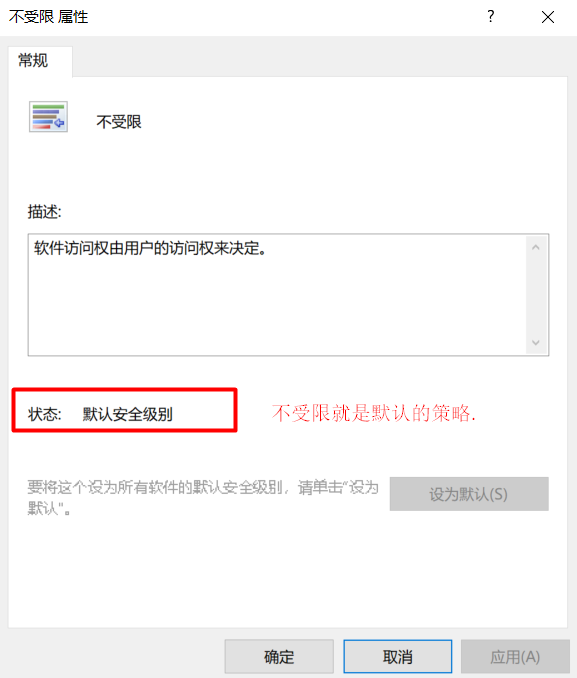 不受限 属性
?
常规
不受限
描述:
软件访问权由用户的访问权来决定。
状态: 默认安全级别
不受限就是默认的策略.
要将这个设为所有软件的默认安全级别，请单击"设为
默认"。
设为默认(S)
确定
取消
应用(A)